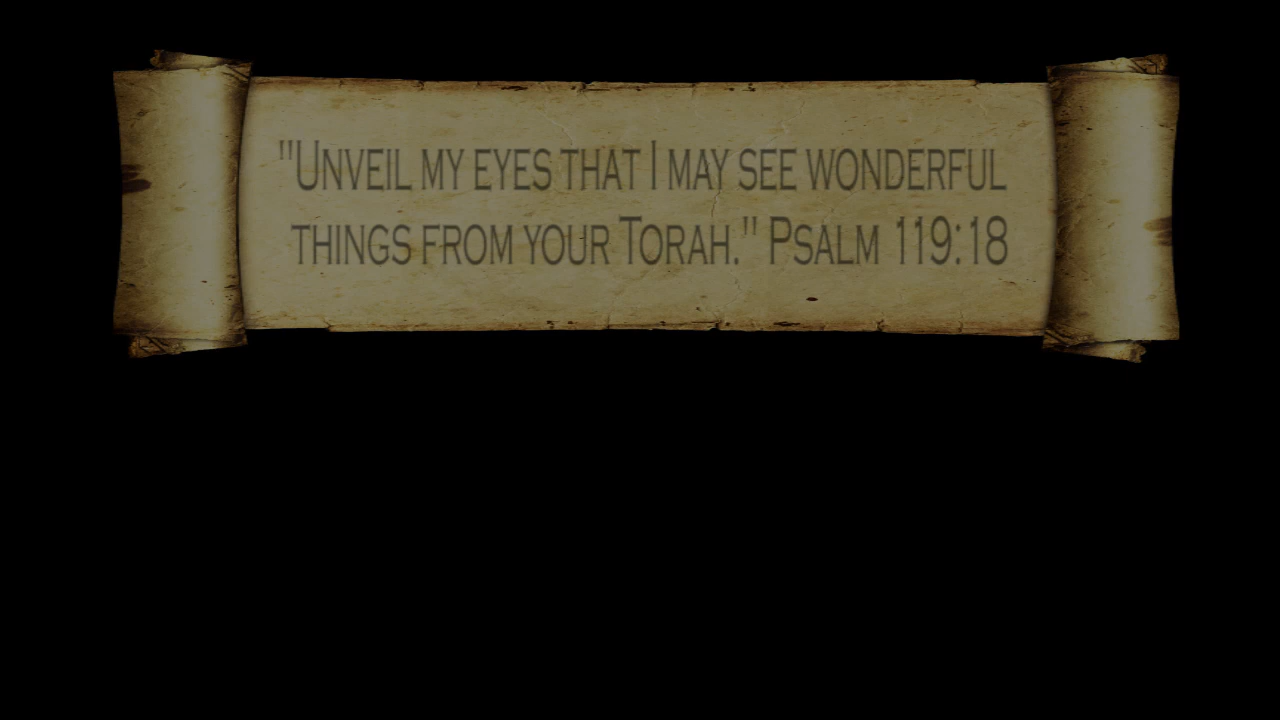 "Unveil my eyes that I may see wonderful
things from your Torah." Psalm 119:18